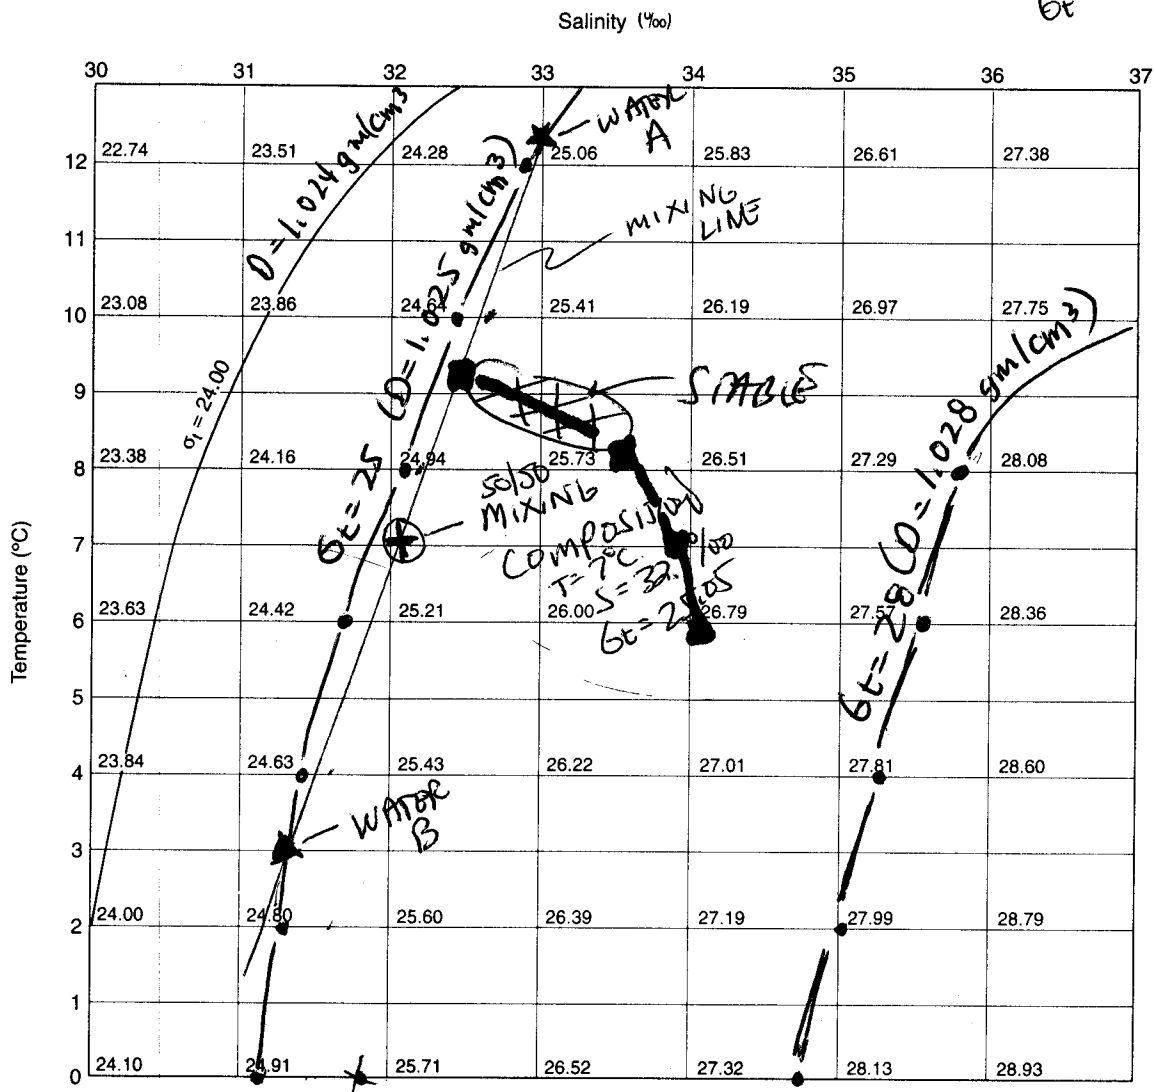 σt
Salinity (‰)
30 31 32 33 34 35 36 37
WATER
A
12 22.74 23.51 24.28 25.06 25.83 26.61 27.38
D=1.024 gm/cm³
MIXING
LINE
11
10 23.08 23.86 24.64 25.41 26.19 26.97 27.75
σt = 24.00
9
STABLE
σt=25 (D=1.025 gm/cm³)
8 23.38 24.16 24.94 25.73 26.51 27.29 28.08
50/50
MIXING
COMPOSITION
7
T=7°C
S=32. ‰
σt=25.05
6 23.63 24.42 25.21 26.00 26.79 27.57 28.36
σt=28 (D=1.028 gm/cm³)
Temperature (ºC)
5
4 23.84 24.63 25.43 26.22 27.01 27.81 28.60
WATER
B
3
2 24.00 24.80 25.60 26.39 27.19 27.99 28.79
1
0 24.10 24.91 25.71 26.52 27.32 28.13 28.93